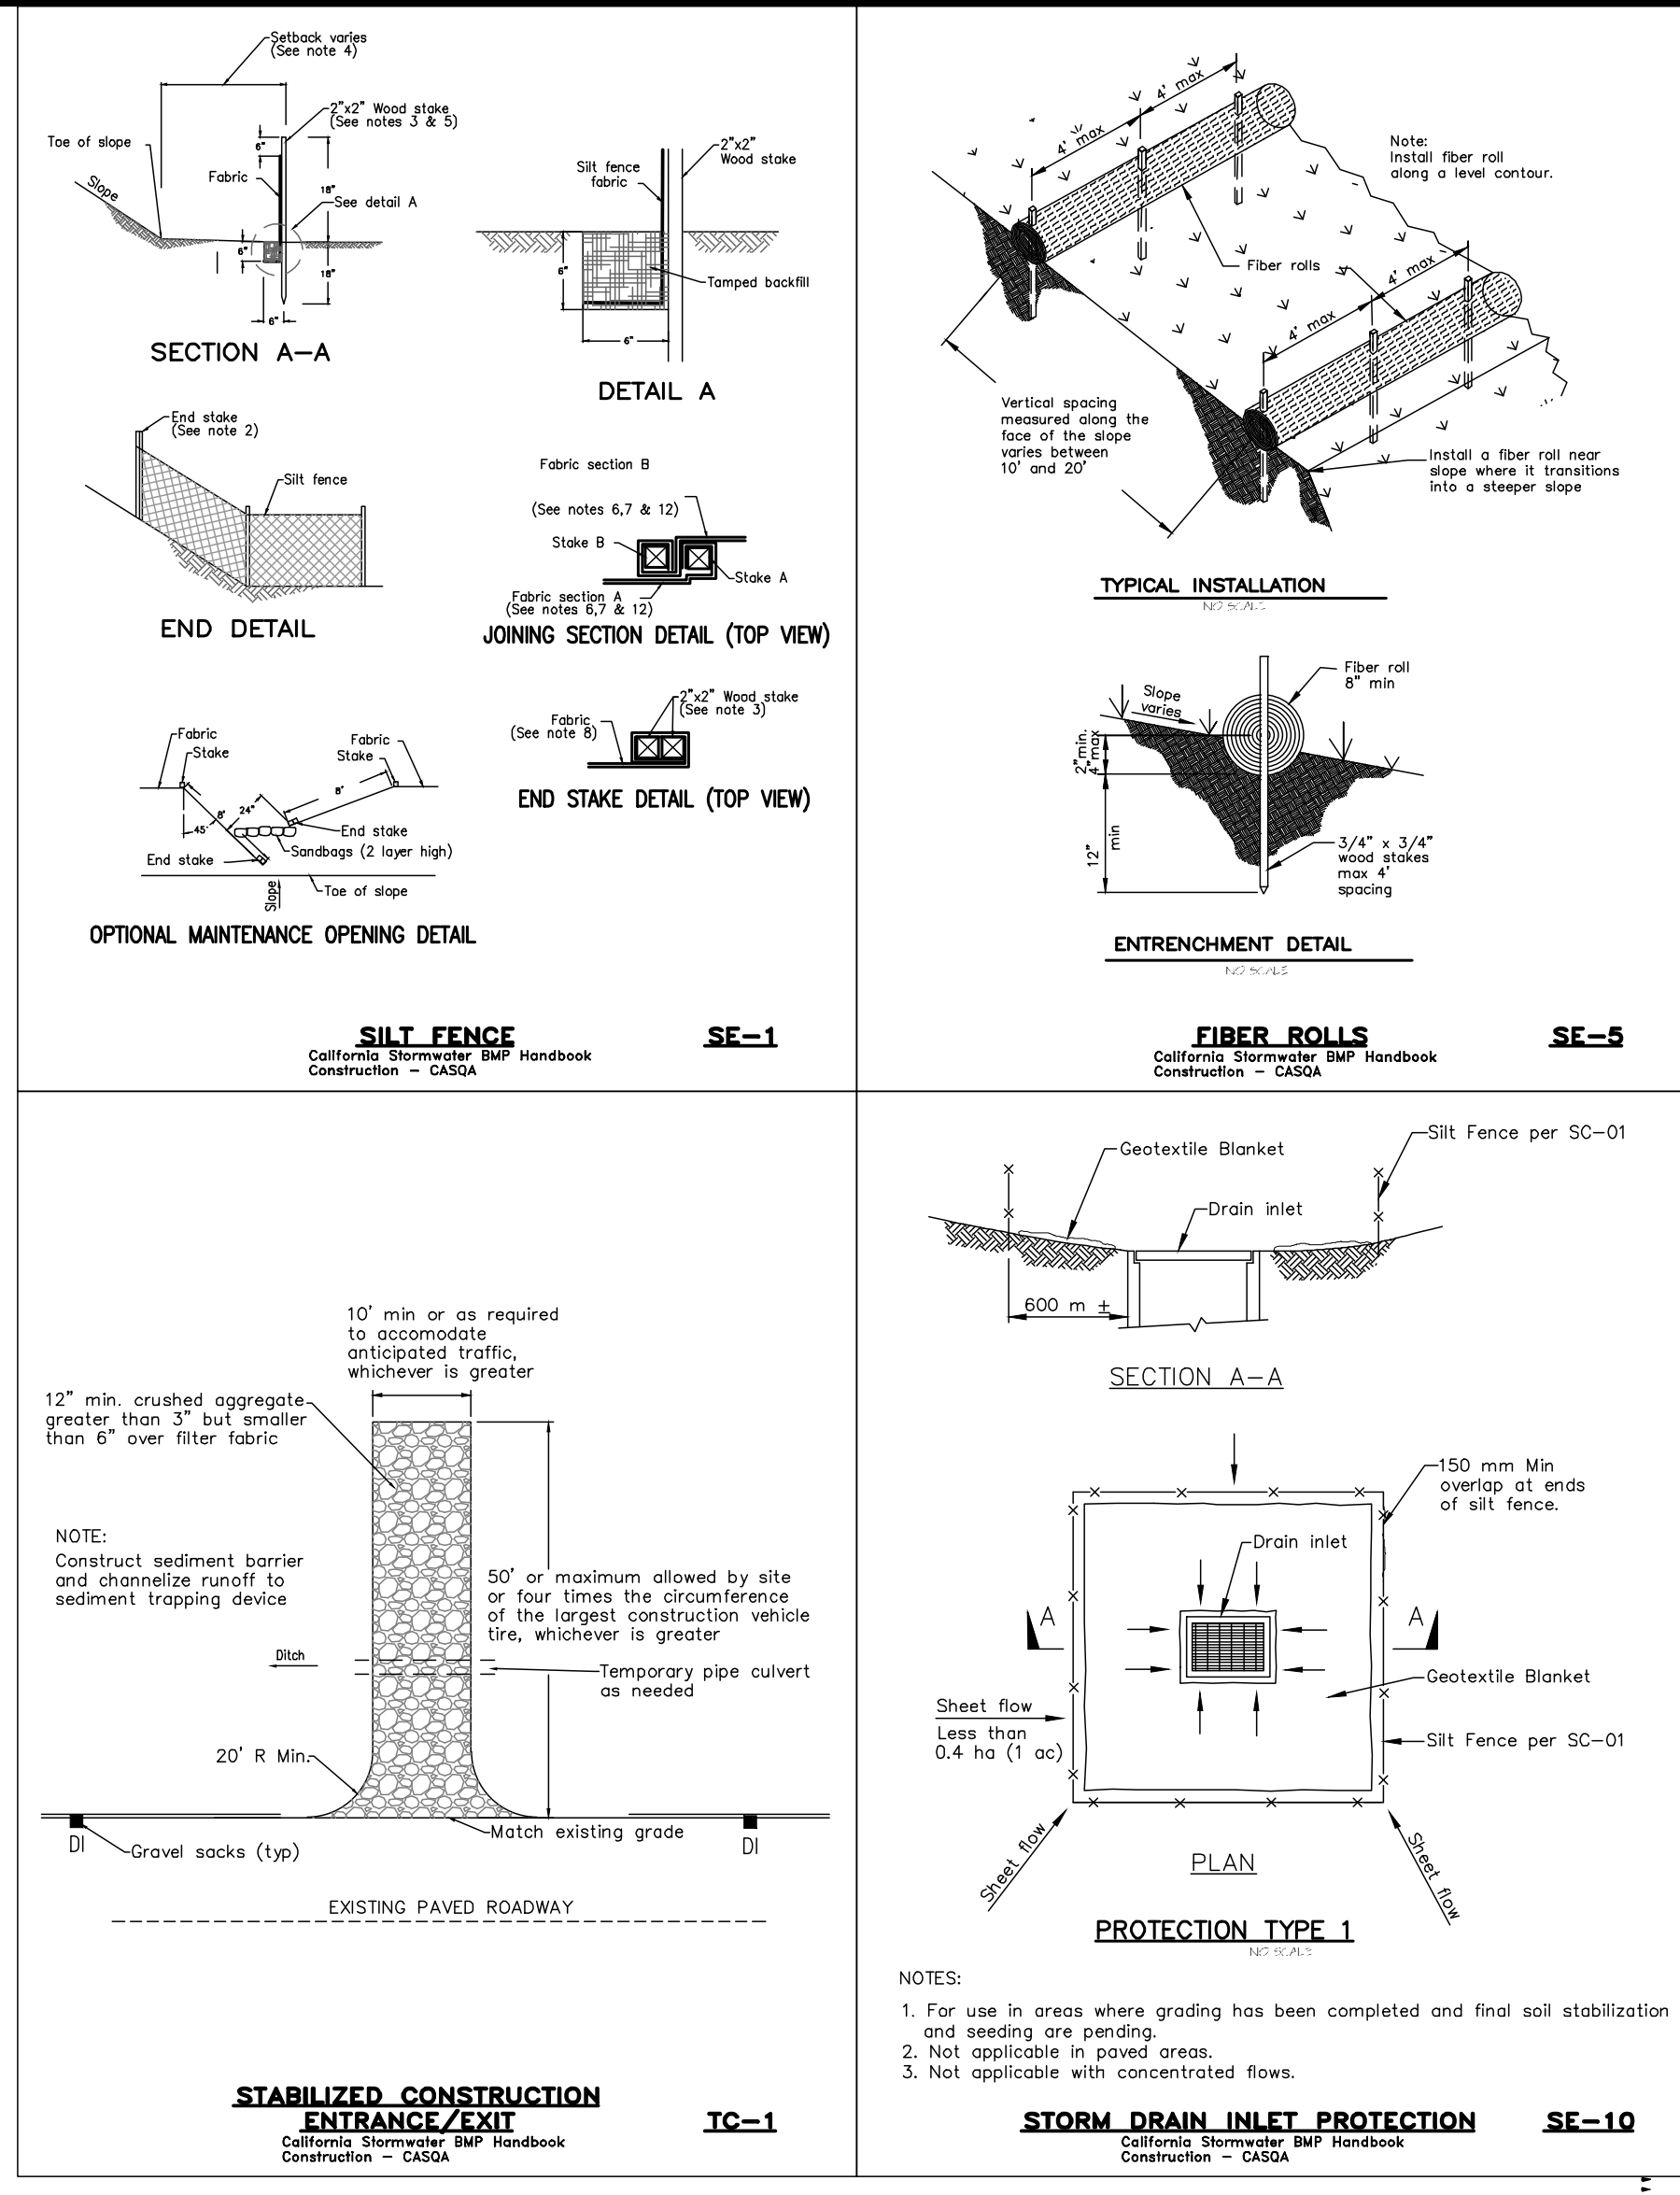 Setback varies
(See note 4)
2"x2" Wood stake
(See notes 3 & 5)
Toe of slope
6"
Fabric
Slope
18"
See detail A
6"
18"
6"
SECTION A-A
2"x2"
Wood stake
Silt fence
fabric
6"
Tamped backfill
6"
DETAIL A
End stake
(See note 2)
Silt fence
END DETAIL
Fabric section B
(See notes 6,7 & 12)
Stake B
Stake A
Fabric section A
(See notes 6,7 & 12)
JOINING SECTION DETAIL (TOP VIEW)
2"x2" Wood stake
(See note 3)
Fabric
(See note 8)
END STAKE DETAIL (TOP VIEW)
Fabric
Stake
Fabric
Stake
8'
24"
8'
45°
End stake
Sandbags (2 layer high)
End stake
Toe of slope
Slope
OPTIONAL MAINTENANCE OPENING DETAIL
SILT FENCE
SE-1
California Stormwater BMP Handbook
Construction - CASQA
4' max
4' max
Note:
Install fiber roll
along a level contour.
Fiber rolls
4' max
4' max
Vertical spacing
measured along the
face of the slope
varies between
10' and 20'
Install a fiber roll near
slope where it transitions
into a steeper slope
TYPICAL INSTALLATION
NO SCALE
Fiber roll
8" min
Slope
varies
2"min.
4"max
12"
min
3/4" x 3/4"
wood stakes
max 4'
spacing
ENTRENCHMENT DETAIL
NO SCALE
FIBER ROLLS
SE-5
California Stormwater BMP Handbook
Construction - CASQA
10' min or as required
to accomodate
anticipated traffic,
whichever is greater
12" min. crushed aggregate
greater than 3" but smaller
than 6" over filter fabric
NOTE:
Construct sediment barrier
and channelize runoff to
sediment trapping device
50' or maximum allowed by site
or four times the circumference
of the largest construction vehicle
tire, whichever is greater
Ditch
Temporary pipe culvert
as needed
20' R Min.
Match existing grade
DI
Gravel sacks (typ)
DI
EXISTING PAVED ROADWAY
STABILIZED CONSTRUCTION
ENTRANCE/EXIT
TC-1
California Stormwater BMP Handbook
Construction - CASQA
Silt Fence per SC-01
Geotextile Blanket
Drain inlet
600 m ±
SECTION A-A
150 mm Min
overlap at ends
of silt fence.
Drain inlet
A
A
Geotextile Blanket
Sheet flow
Less than
0.4 ha (1 ac)
Silt Fence per SC-01
Sheet flow
Sheet flow
PLAN
PROTECTION TYPE 1
NO SCALE
NOTES:
1. For use in areas where grading has been completed and final soil stabilization
and seeding are pending.
2. Not applicable in paved areas.
3. Not applicable with concentrated flows.
STORM DRAIN INLET PROTECTION
SE-10
California Stormwater BMP Handbook
Construction - CASQA